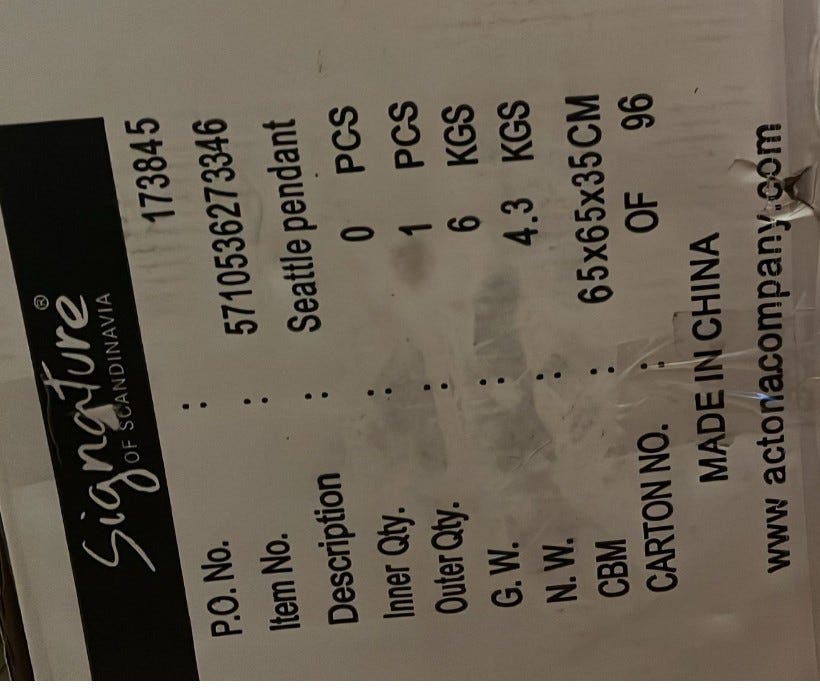 Signature®
OF SCANDINAVIA
P.O. No. : 173845
Item No. : 5710536273346
Description : Seattle pendant
Inner Qty. : 0 PCS
Outer Qty. : 1 PCS
G. W. : 6 KGS
N. W. : 4.3 KGS
CBM : 65x65x35CM
CARTON NO. : OF 96
MADE IN CHINA
www actonacompany.com